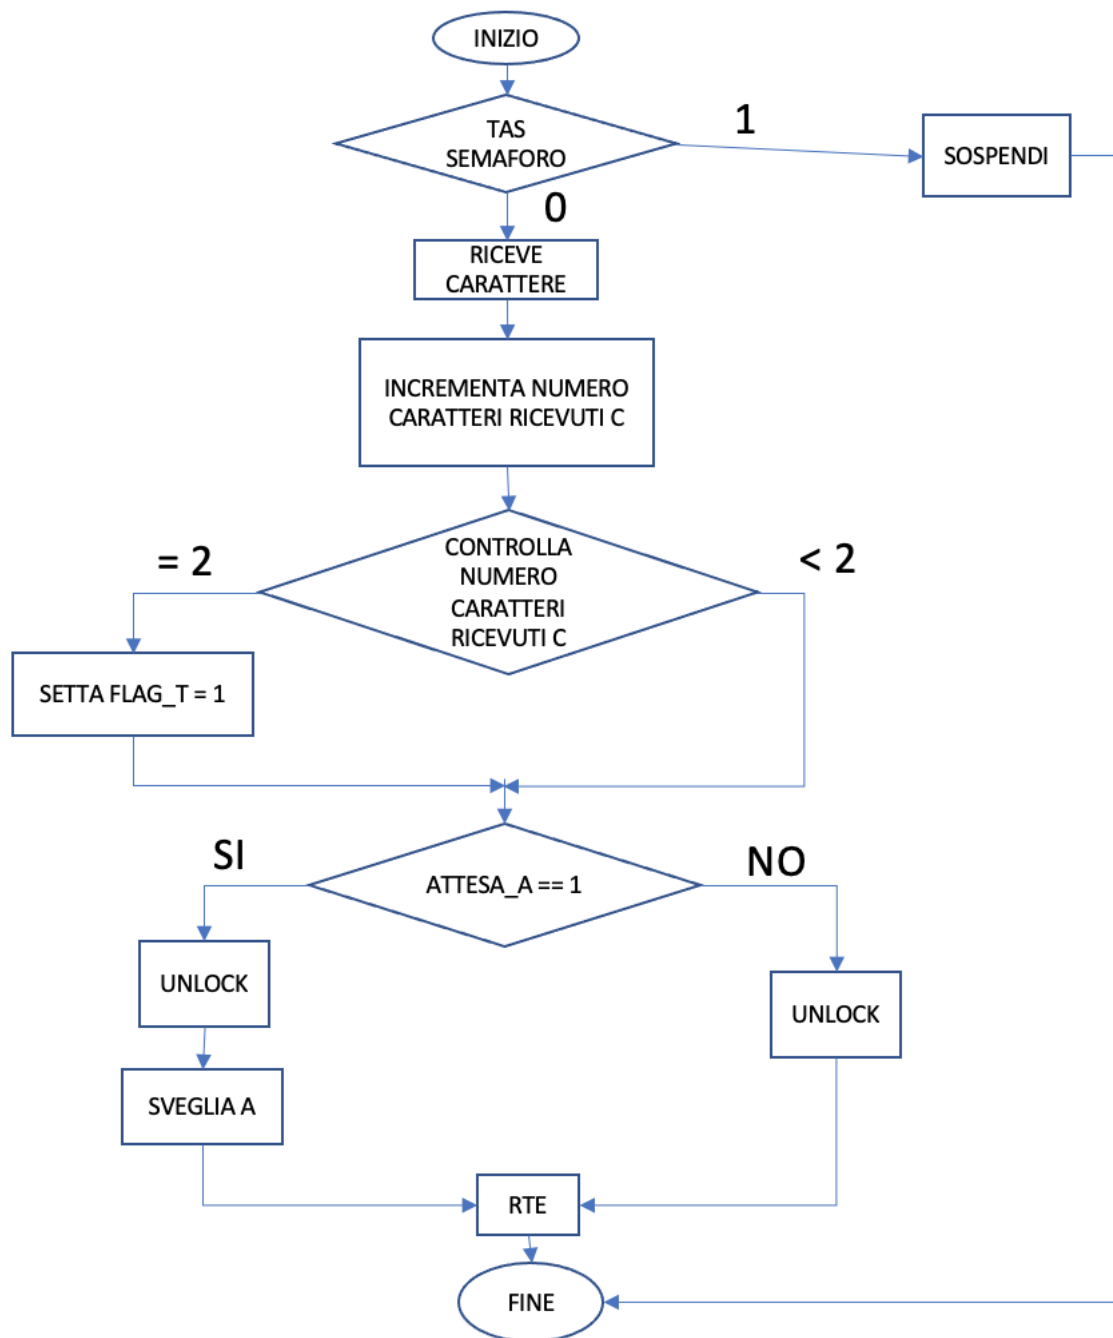 INIZIO
TAS
SEMAFORO
1
SOSPENDI
0
RICEVE
CARATTERE
INCREMENTA NUMERO
CARATTERI RICEVUTI C
CONTROLLA
NUMERO
CARATTERI
RICEVUTI C
= 2
< 2
SETTA FLAG_T = 1
ATTESA_A == 1
SI
NO
UNLOCK
UNLOCK
SVEGLIA A
RTE
FINE